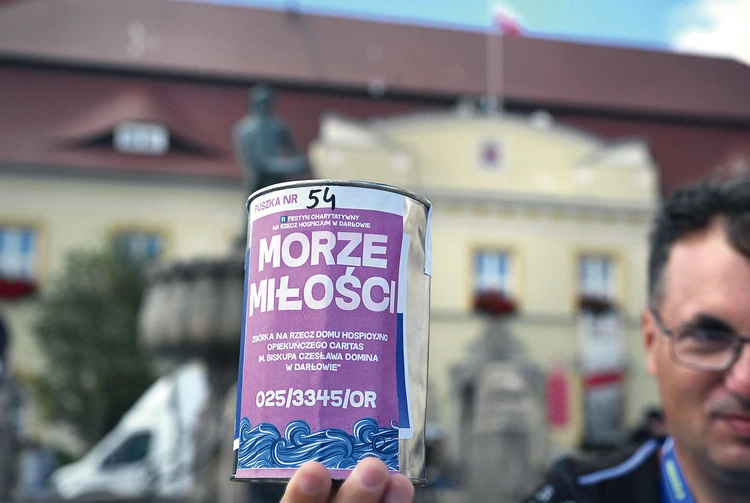 PUSZKA NR 54
11 FESTYN CHARYTATYWNY
NA RZECZ HOSPICJUM W DARŁOWIE
MORZE
MIŁOŚCI
ZBIÓRKA NA RZECZ DOMU HOSPICYJNO
OPIEKUŃCZEGO CARITAS
IM. BISKUPA CZESŁAWA DOMINA
W DARŁOWIE"
025/3345/OR